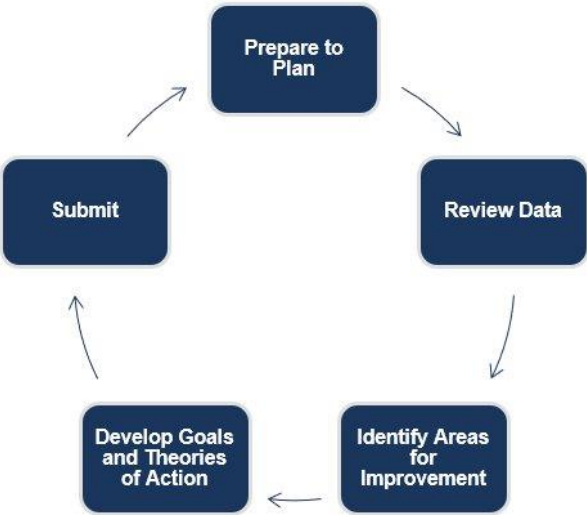 Prepare to
Plan
Review Data
Identify Areas
for
Improvement
Develop Goals
and Theories
of Action
Submit